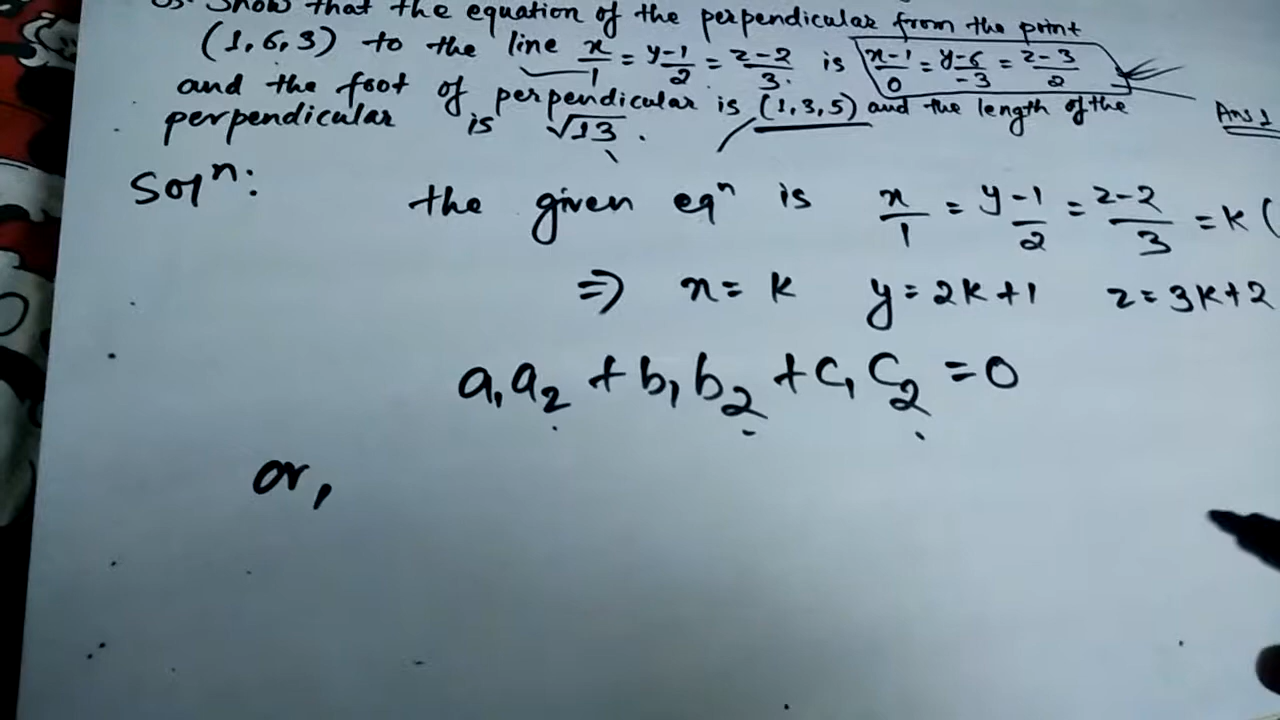 Show that the equation of the perpendicular from the point
(1,6,3) to the line x/1 = y-1/2 = z-2/3 is x-1/0 = y-6/-3 = z-3/2
and the foot of perpendicular is (1,3,5) and the length of the
perpendicular is √13. Ans 1
Solⁿ: the given eqⁿ is x/1 = y-1/2 = z-2/3 = k (
⇒ x = k y = 2k+1 z = 3k+2
a₁a₂ + b₁b₂ + c₁c₂ = 0
or,